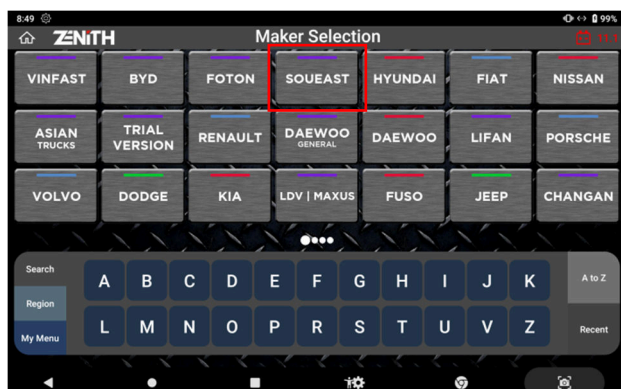 8:49 99%
ZENITH Maker Selection
VINFAST BYD FOTON SOUEAST HYUNDAI FIAT NISSAN
ASIAN TRUCKS TRIAL VERSION RENAULT DAEWOO GENERAL DAEWOO LIFAN PORSCHE
VOLVO DODGE KIA LDV | MAXUS FUSO JEEP CHANGAN
Search
A B C D E F G H I J K A to Z
Region
My Menu L M N O P R S T U V Z Recent